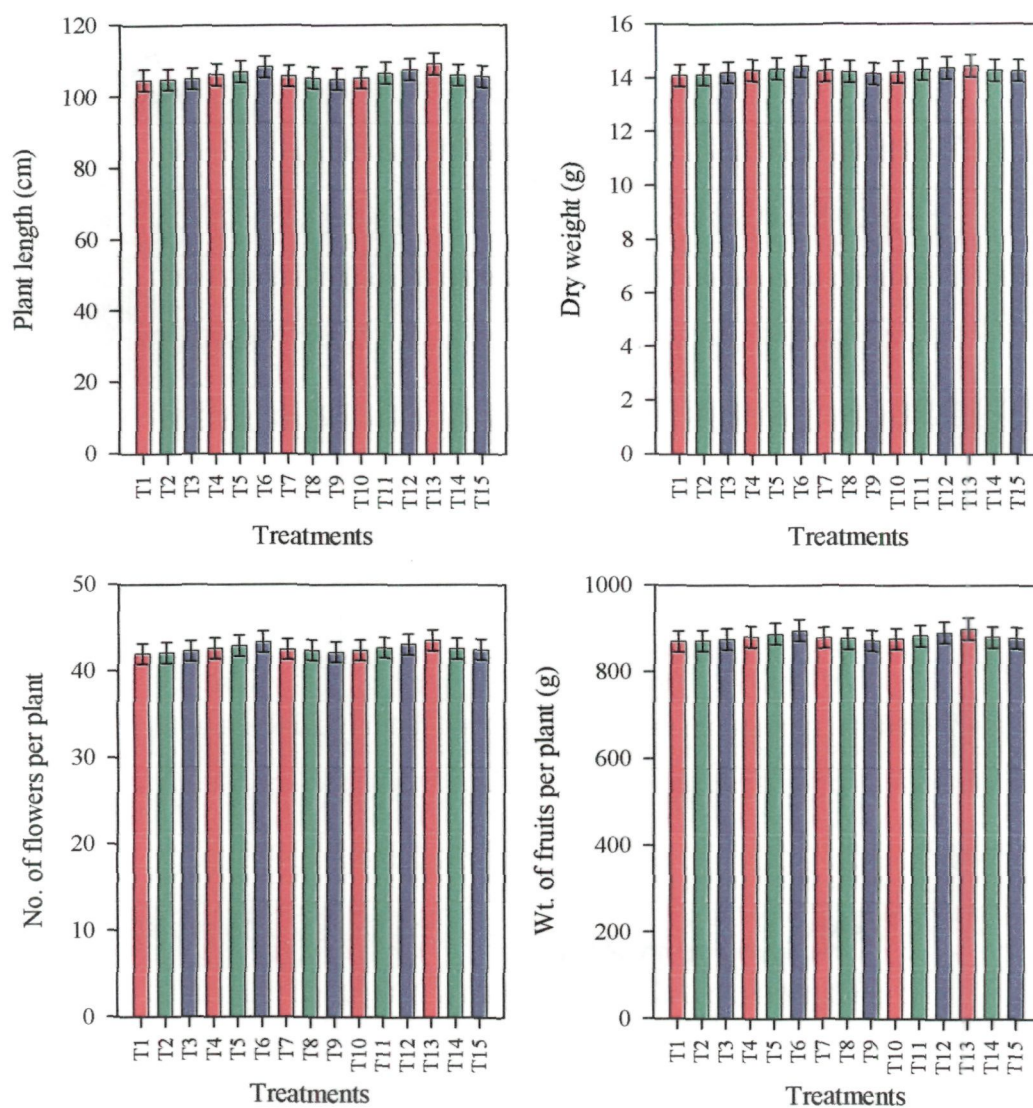 120
100
80
60
40
20
0
Plant length (cm)
T1 T2 T3 T4 T5 T6 T7 T8 T9 T10 T11 T12 T13 T14 T15
Treatments
16
14
12
10
8
6
4
2
0
Dry weight (g)
T1 T2 T3 T4 T5 T6 T7 T8 T9 T10 T11 T12 T13 T14 T15
Treatments
50
40
30
20
10
0
No. of flowers per plant
T1 T2 T3 T4 T5 T6 T7 T8 T9 T10 T11 T12 T13 T14 T15
Treatments
1000
800
600
400
200
0
Wt. of fruits per plant (g)
T1 T2 T3 T4 T5 T6 T7 T8 T9 T10 T11 T12 T13 T14 T15
Treatments